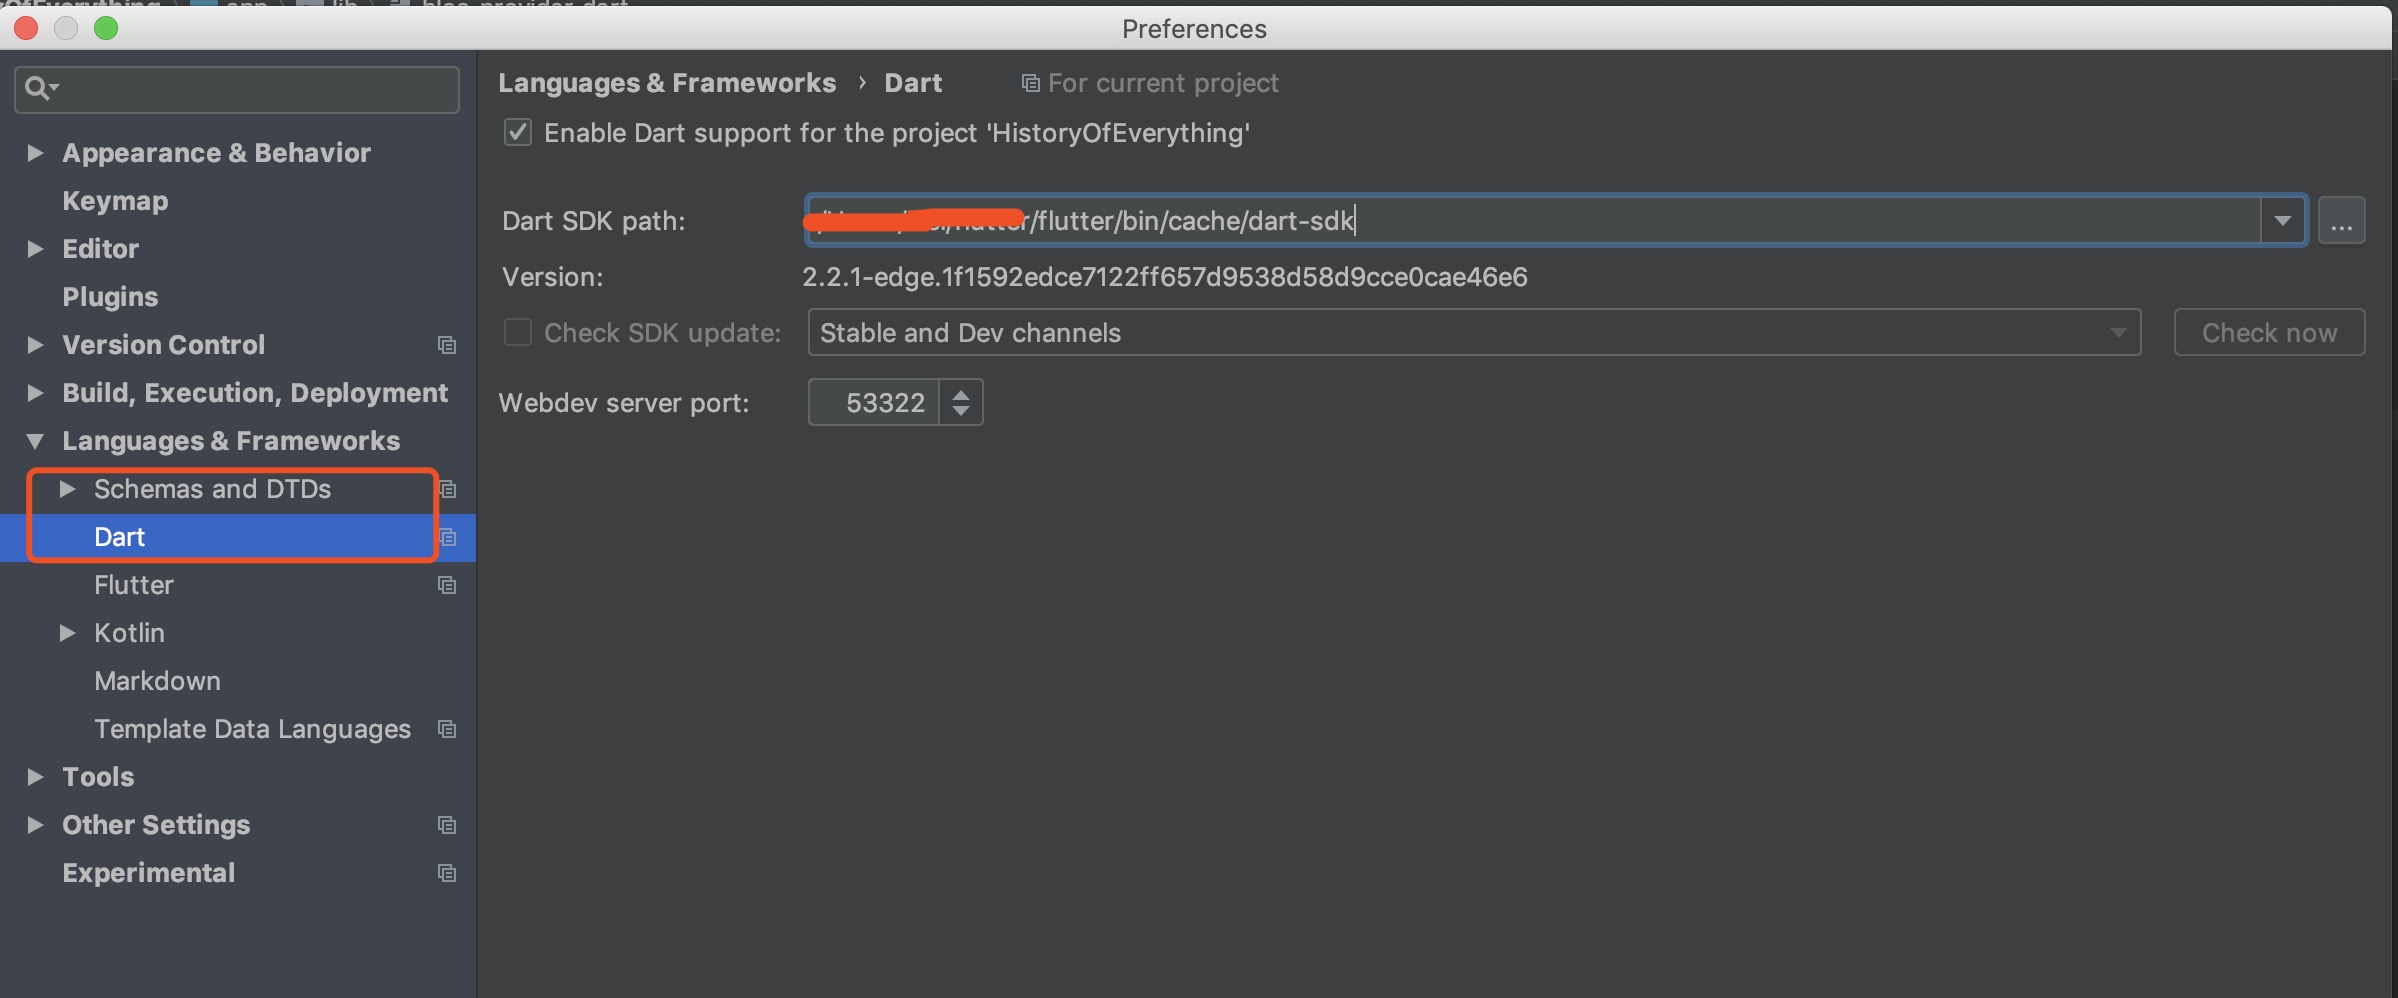 Preferences
Languages & Frameworks › Dart For current project
Enable Dart support for the project 'HistoryOfEverything'
Dart SDK path: /flutter/bin/cache/dart-sdk
...
Version: 2.2.1-edge.1f1592edce7122ff657d9538d58d9cce0cae46e6
Check SDK update: Stable and Dev channels Check now
Webdev server port: 53322
Appearance & Behavior
Keymap
Editor
Plugins
Version Control
Build, Execution, Deployment
Languages & Frameworks
Schemas and DTDs
Dart
Flutter
Kotlin
Markdown
Template Data Languages
Tools
Other Settings
Experimental